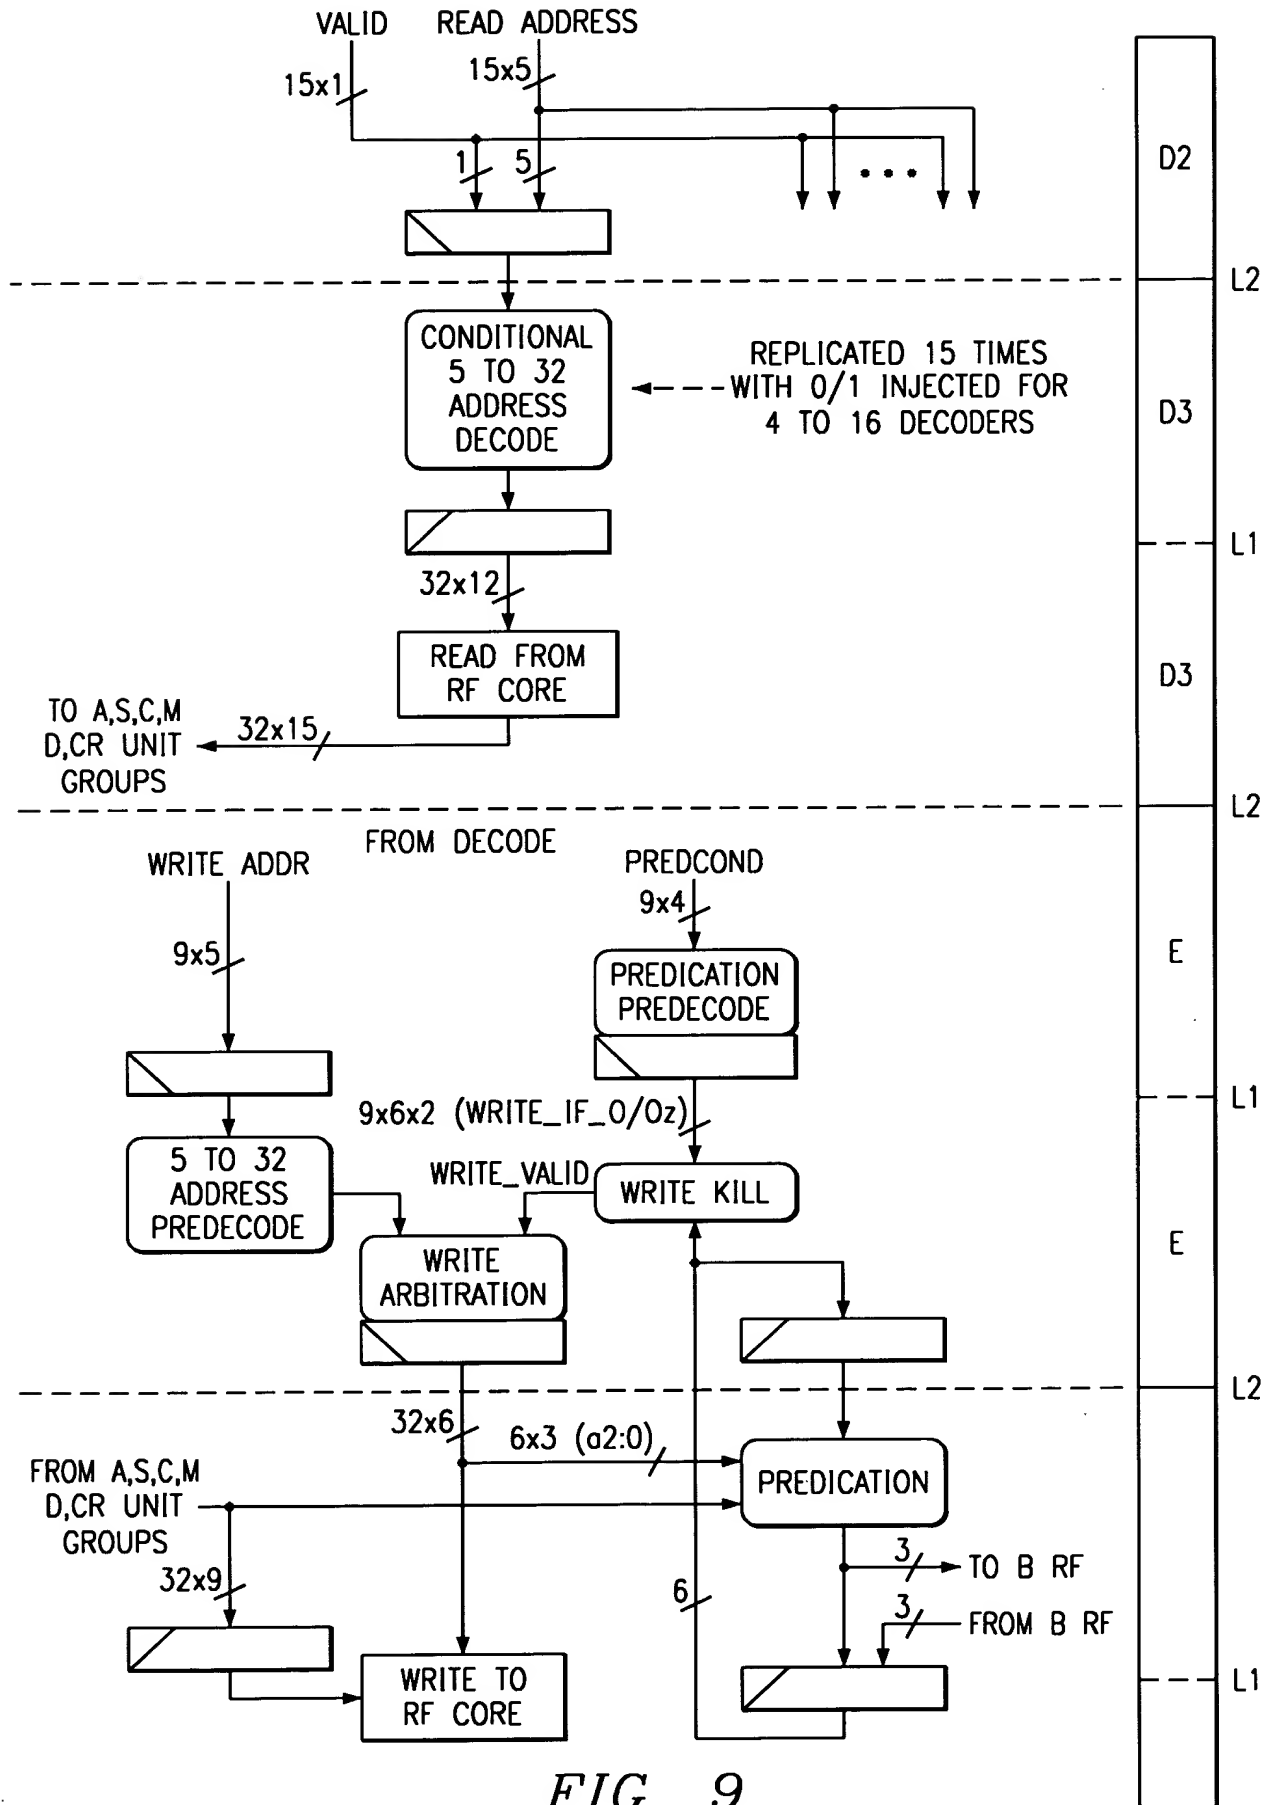 VALID READ ADDRESS
15x1 15x5
1 5
D2
L2
CONDITIONAL
5 TO 32
ADDRESS
DECODE
REPLICATED 15 TIMES
WITH 0/1 INJECTED FOR
4 TO 16 DECODERS
D3
L1
32x12
READ FROM
RF CORE
D3
TO A,S,C,M
D,CR UNIT
GROUPS
32x15
L2
FROM DECODE
WRITE ADDR
PREDCOND
9x4
9x5
PREDICATION
PREDECODE
E
L1
9x6x2 (WRITE_IF_0/0z)
5 TO 32
ADDRESS
PREDECODE
WRITE_VALID
WRITE KILL
WRITE
ARBITRATION
E
L2
32x6
6x3 (a2:0)
PREDICATION
FROM A,S,C,M
D,CR UNIT
GROUPS
32x9
6
3
TO B RF
3
FROM B RF
WRITE TO
RF CORE
L1
FIG. 9